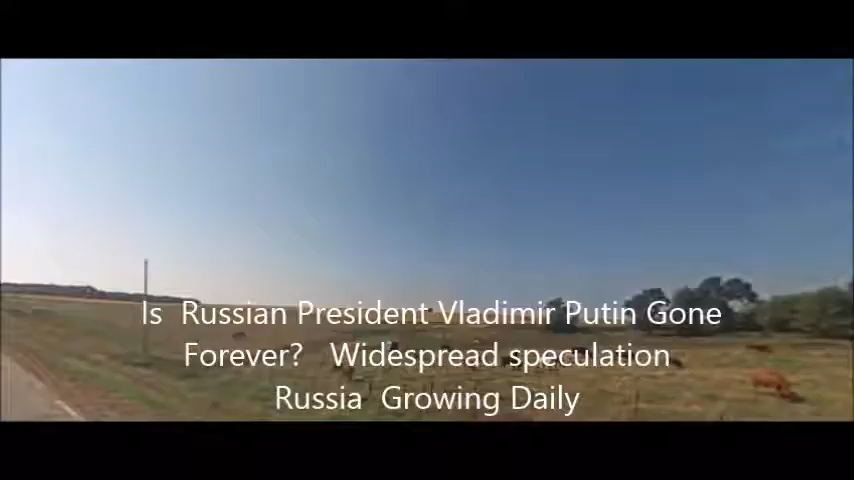 Is  Russian President Vladimir Putin Gone
Forever?   Widespread speculation
Russia  Growing Daily